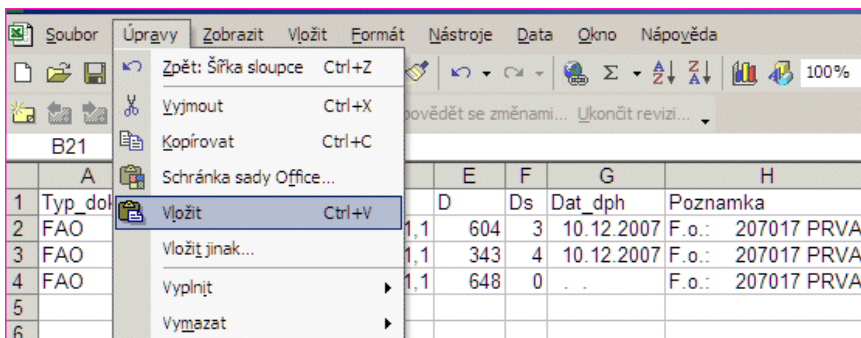 Soubor Úpravy Zobrazit Vložit Formát Nástroje Data Okno Nápověda
Zpět: Šířka sloupce Ctrl+Z
100%
Vyjmout Ctrl+X
povědět se změnami... Ukončit revizi...
B21
Kopírovat Ctrl+C
Schránka sady Office...
A E F G H
Vložit Ctrl+V
1 Typ_dok D Ds Dat_dph Poznamka
2 FAO 1,1 604 3 10.12.2007 F.o.: 207017 PRVA
Vložit jinak...
3 FAO 1,1 343 4 10.12.2007 F.o.: 207017 PRVA
4 FAO 1,1 648 0 . . F.o.: 207017 PRVA
Vyplnit
5
Vymazat
6